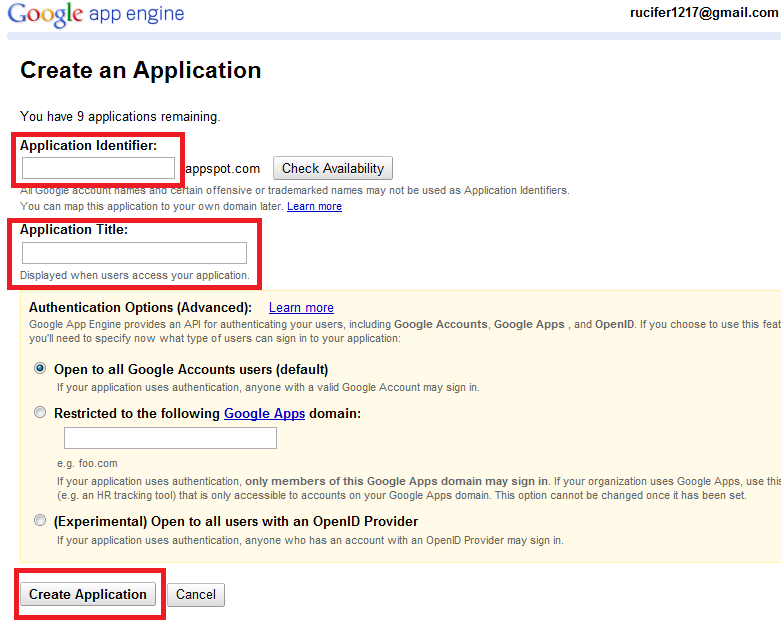 Google app engine
rucifer1217@gmail.com
Create an Application
You have 9 applications remaining.
Application Identifier:
appspot.com Check Availability
All Google account names and certain offensive or trademarked names may not be used as Application Identifiers.
You can map this application to your own domain later. Learn more
Application Title:
Displayed when users access your application.
Authentication Options (Advanced): Learn more
Google App Engine provides an API for authenticating your users, including Google Accounts, Google Apps , and OpenID. If you choose to use this feat
you'll need to specify now what type of users can sign in to your application:
Open to all Google Accounts users (default)
If your application uses authentication, anyone with a valid Google Account may sign in.
Restricted to the following Google Apps domain:
e.g. foo.com
If your application uses authentication, only members of this Google Apps domain may sign in. If your organization uses Google Apps, use this
(e.g. an HR tracking tool) that is only accessible to accounts on your Google Apps domain. This option cannot be changed once it has been set.
(Experimental) Open to all users with an OpenID Provider
If your application uses authentication, anyone who has an account with an OpenID Provider may sign in.
Create Application Cancel